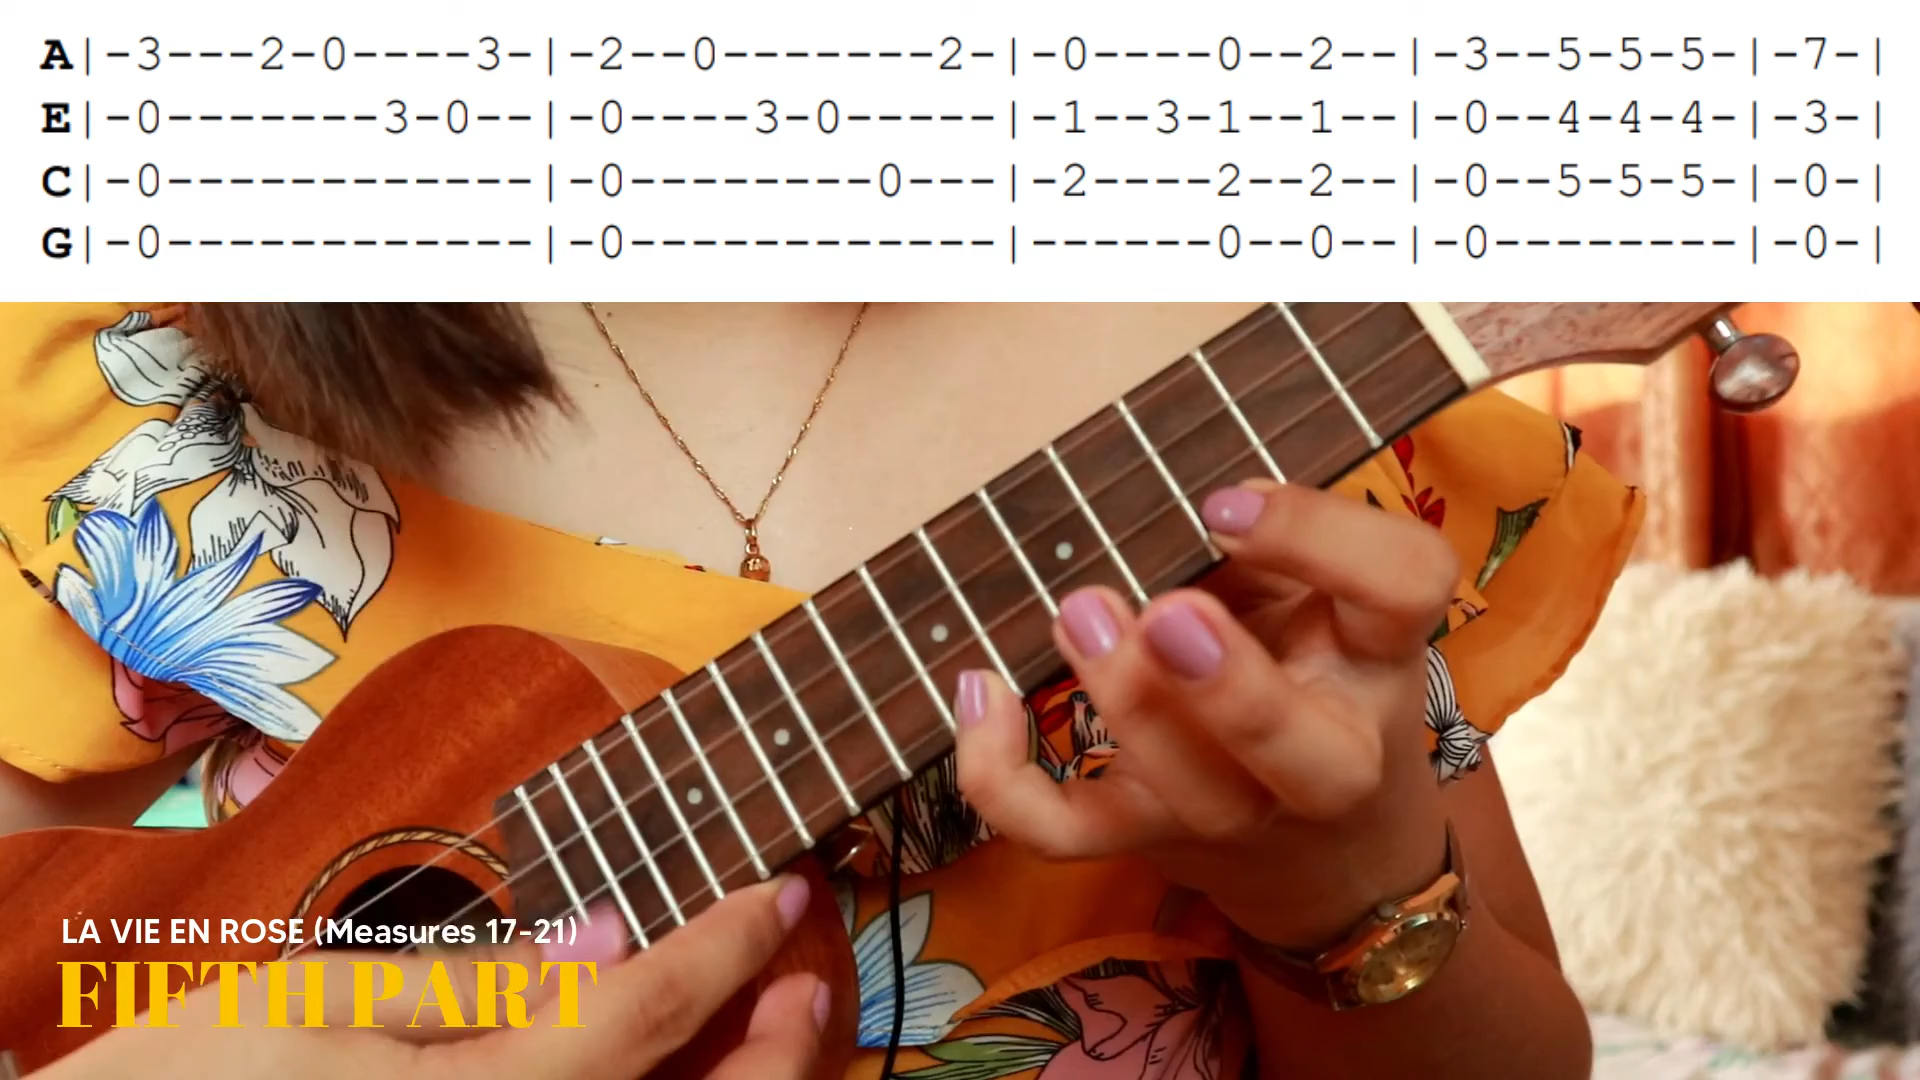 A|-3---2-0----3-|-2--0-------2-|-0----0--2--|-3--5-5-5-|-7-|
E|-0-------3-0--|-0----3-0-----|-1--3-1--1--|-0--4-4-4-|-3-|
C|-0------------|-0--------0---|-2----2--2--|-0--5-5-5-|-0-|
G|-0------------|-0------------|------0--0--|-0--------|-0-|
LA VIE EN ROSE (Measures 17-21)
FIFTH PART